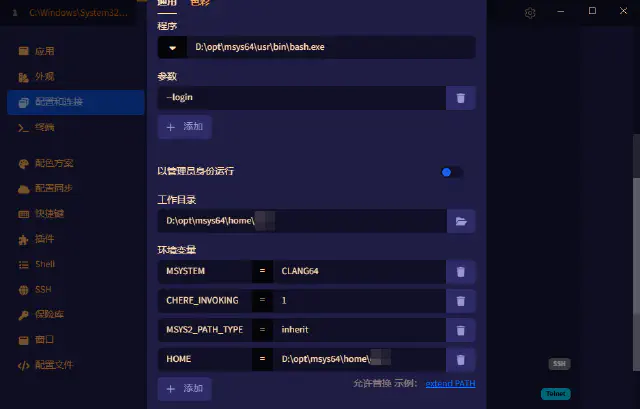 1 C:\Windows\System32...
通用 色彩
程序
D:\opt\msys64\usr\bin\bash.exe
参数
--login
+ 添加
以管理员身份运行
工作目录
D:\opt\msys64\home\
环境变量
MSYSTEM = CLANG64
CHERE_INVOKING = 1
MSYS2_PATH_TYPE = inherit
HOME = D:\opt\msys64\home\
+ 添加
允许替换 示例： extend PATH
应用
外观
配置和连接
终端
配色方案
配置同步
快捷键
插件
Shell
SSH
保险库
窗口
配置文件
SSH
Telnet